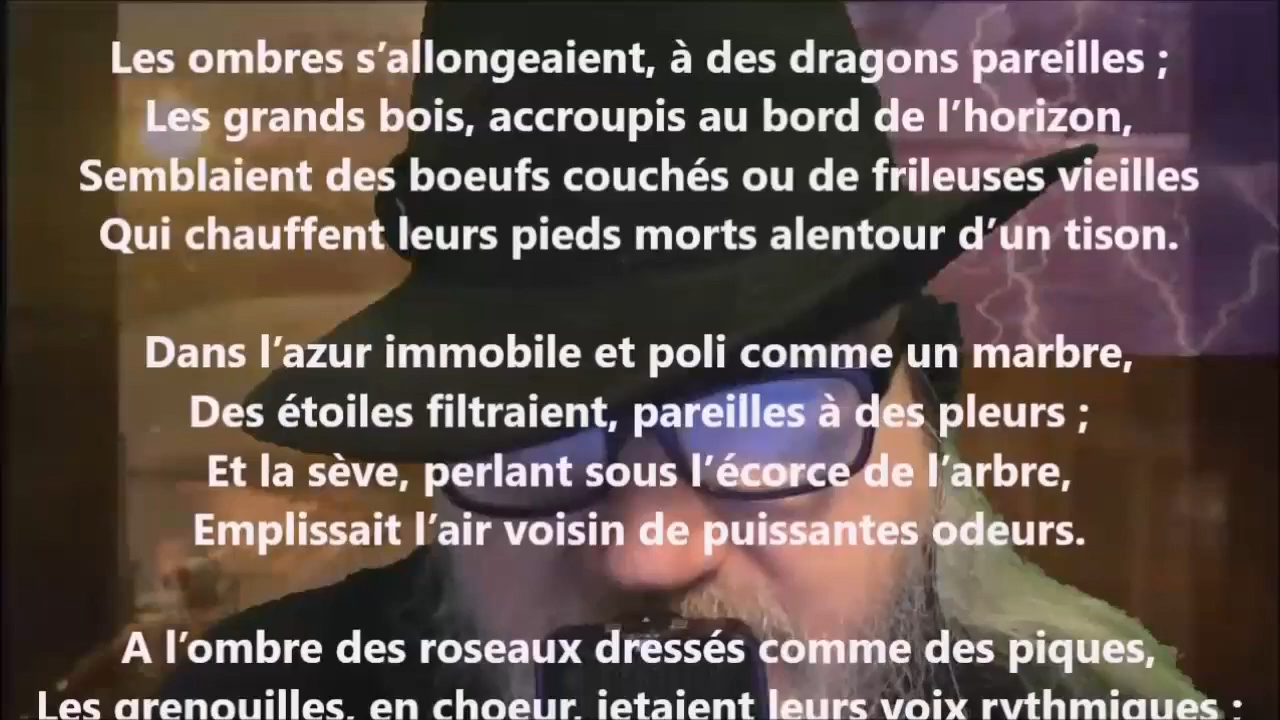 Les ombres s’allongeaient, à des dragons pareilles ;
Les grands bois, accroupis au bord de l’horizon,
Semblaient des boeufs couchés ou de frileuses vieilles
Qui chauffent leurs pieds morts alentour d’un tison.
Dans l’azur immobile et poli comme un marbre,
Des étoiles filtraient, pareilles à des pleurs ;
Et la sève, perlant sous l’écorce de l’arbre,
Emplissait l’air voisin de puissantes odeurs.
A l’ombre des roseaux dressés comme des piques,
Les grenouilles, en choeur, jetaient leurs voix rythmiques ;